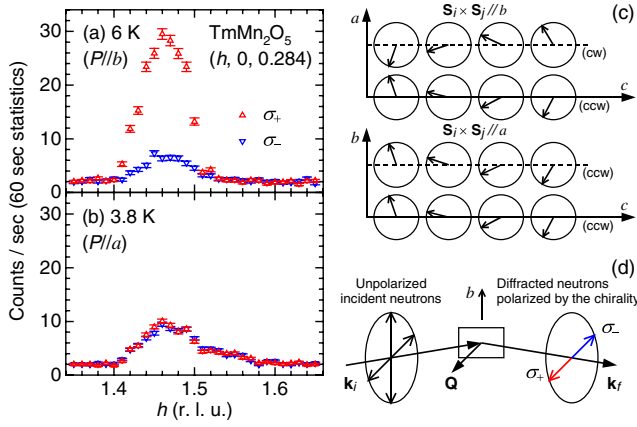 (a) 6 K
(P//b)
TmMn₂O₅
(h, 0, 0.284)
σ₊
σ₋
30
20
10
0
(b) 3.8 K
(P//a)
30
20
10
0
Counts / sec (60 sec statistics)
1.4
1.5
1.6
h (r. l. u.)
(c)
a
Sᵢ × Sⱼ//b
(cw)
c
(ccw)
b
Sᵢ × Sⱼ//a
(ccw)
c
(ccw)
(d)
Unpolarized
incident neutrons
b
Diffracted neutrons
polarized by the chirality
σ₋
σ₊
kᵢ
Q
k_f